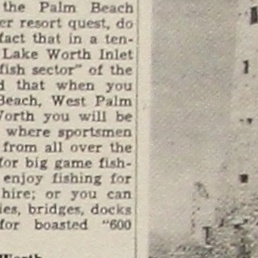 the Palm Beach
er resort quest, do
fact that in a ten-
Lake Worth Inlet
fish sector" of the
d that when you
Beach, West Palm
Worth you will be
where sportsmen
from all over the
for big game fish-
enjoy fishing for
hire; or you can
ies, bridges, docks
for boasted "600
Worth